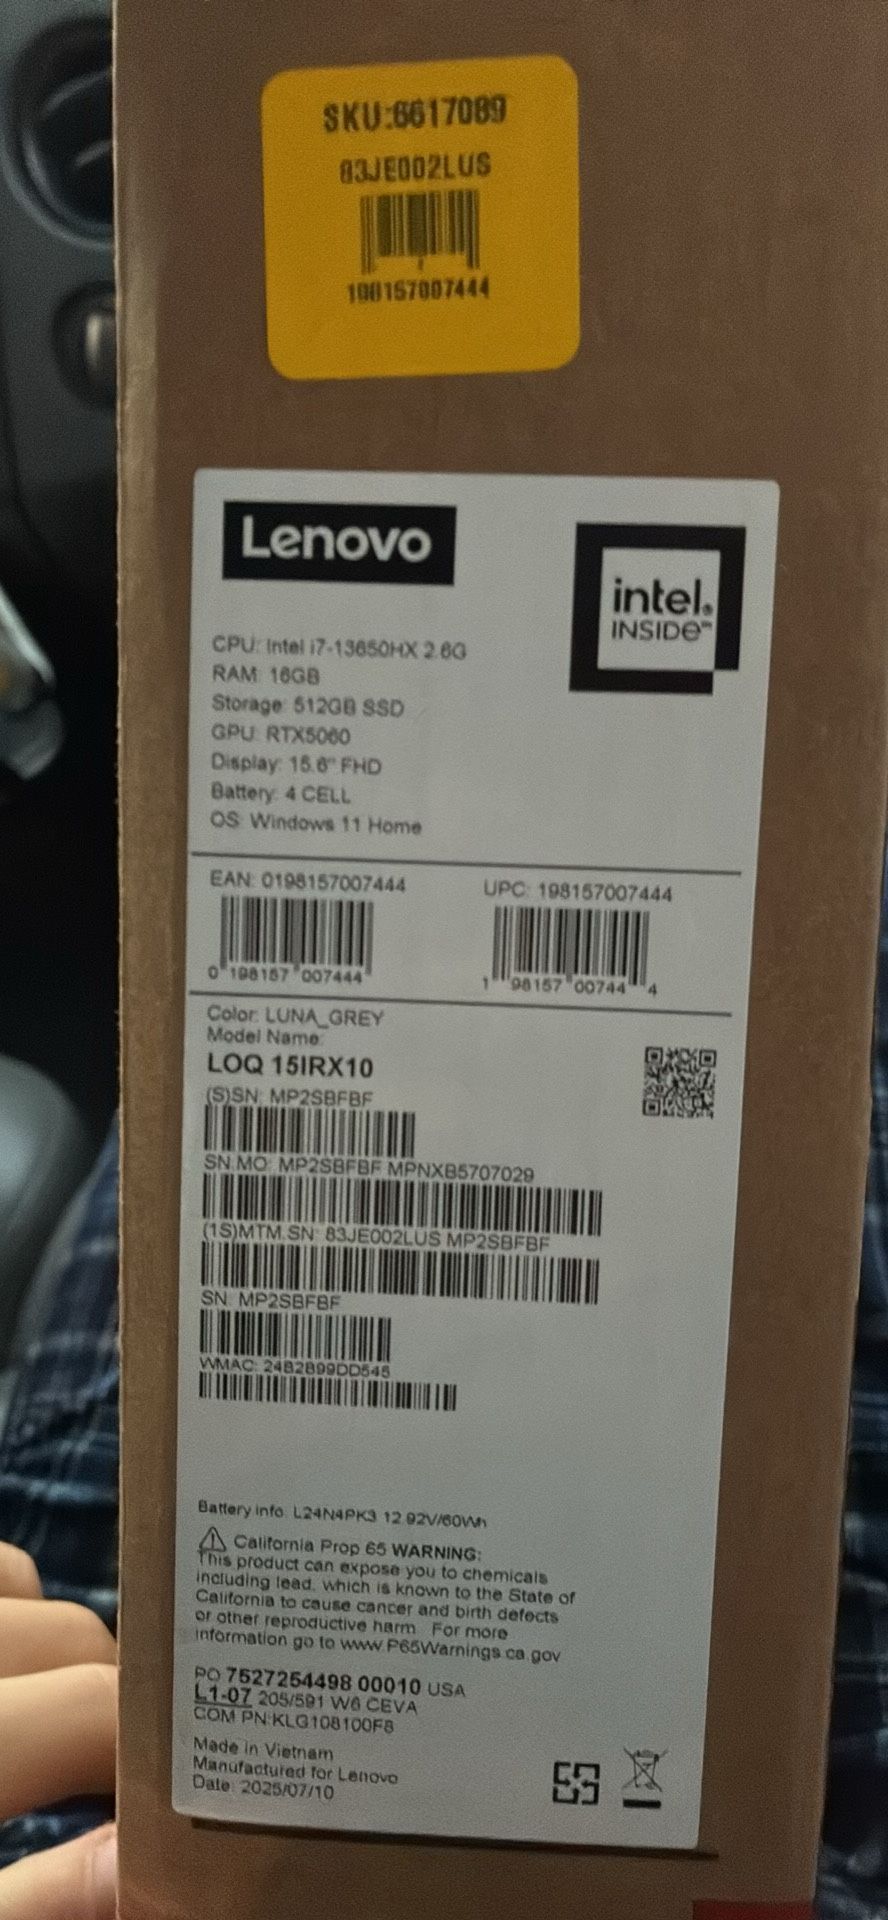 SKU:6617089
83JE002LUS
198157007444
Lenovo
intel.
INSIDE™
CPU: Intel i7-13650HX 2.6G
RAM: 16GB
Storage: 512GB SSD
GPU: RTX5060
Display: 15.6" FHD
Battery: 4 CELL
OS: Windows 11 Home
EAN: 0198157007444
UPC: 198157007444
0 198157 007444
1 98157 00744 4
Color: LUNA_GREY
Model Name:
LOQ 15IRX10
(S)SN: MP2SBFBF
SN.MO: MP2SBFBF MPNXB5707029
(1S)MTM.SN: 83JE002LUS MP2SBFBF
SN: MP2SBFBF
WMAC: 24B2B99DD545
Battery info: L24N4PK3 12.92V/60Wh
California Prop 65 WARNING:
This product can expose you to chemicals
including lead, which is known to the State of
California to cause cancer and birth defects
or other reproductive harm. For more
information go to www.P65Warnings.ca.gov
PO 7527254498 00010 USA
L1-07 205/591 W6 CEVA
COM PN:KLG108100F8
Made in Vietnam
Manufactured for Lenovo
Date: 2025/07/10